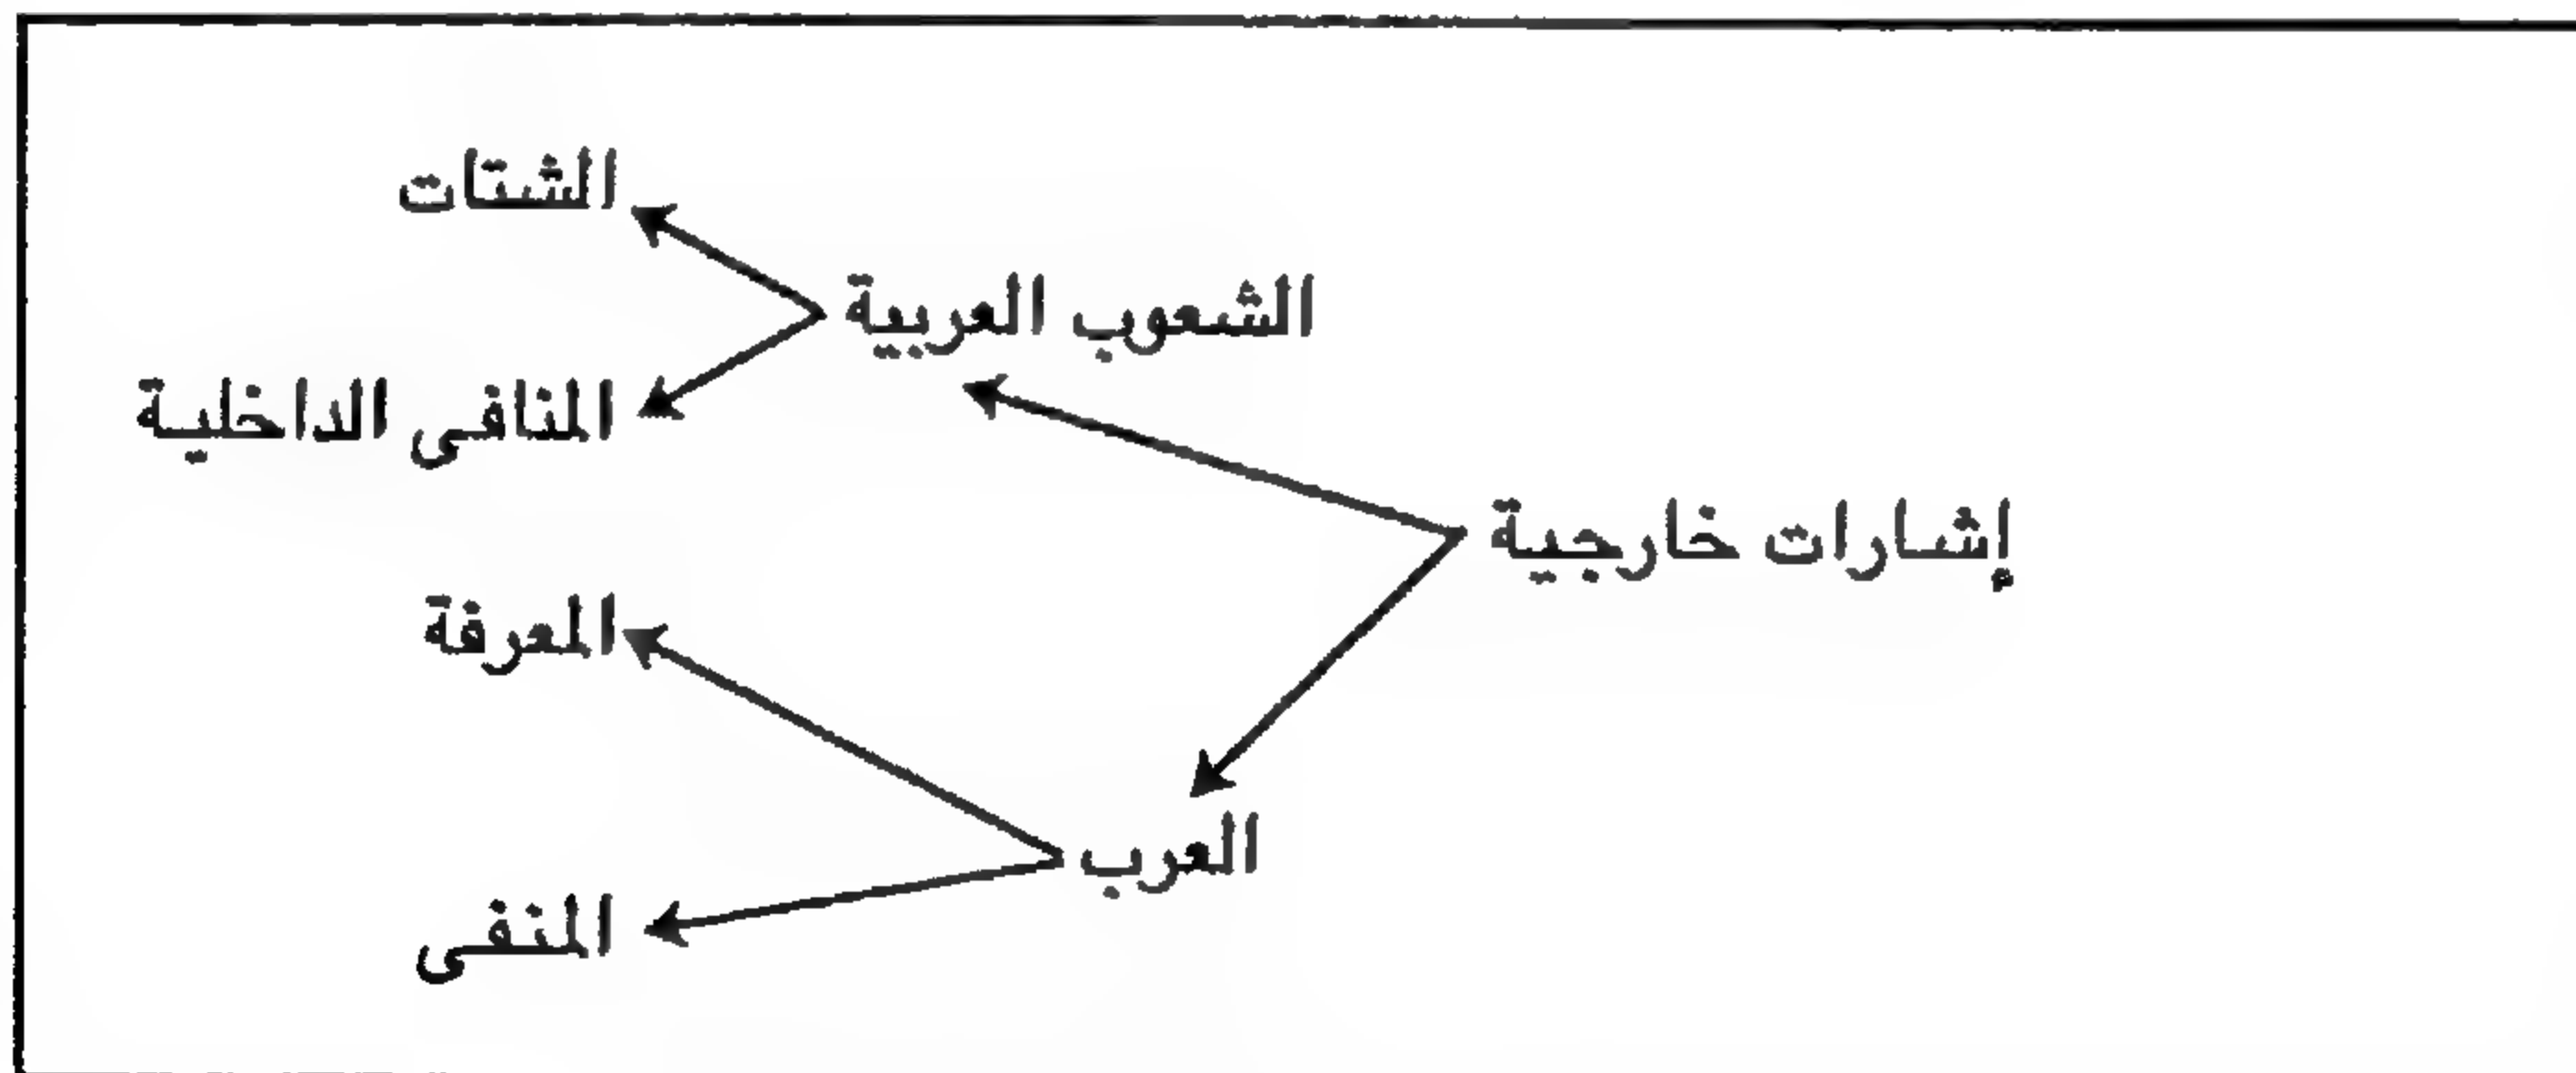 الشتات
الشعوب العربية
المنافى الداخلية
إشارات خارجية
المعرفة
العرب
المنفى